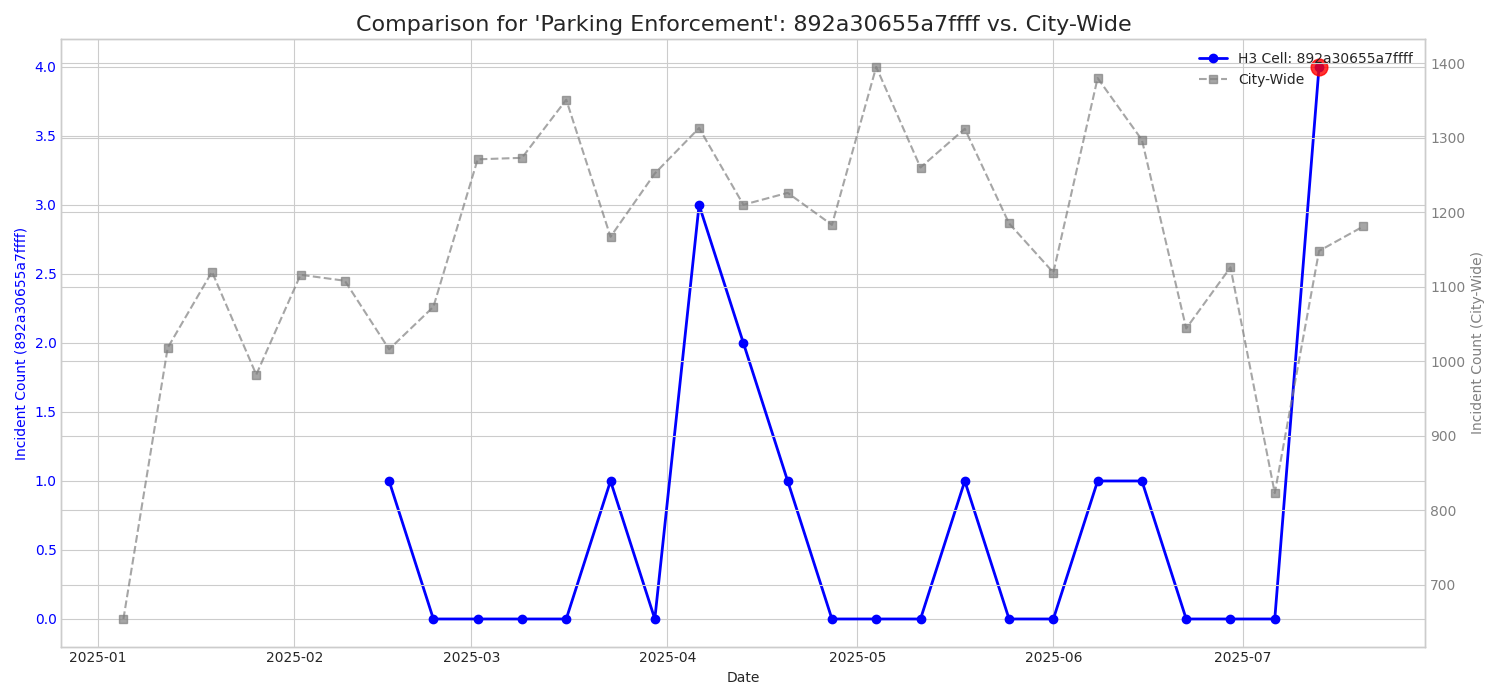 Comparison for 'Parking Enforcement': 892a30655a7ffff vs. City-Wide
H3 Cell: 892a30655a7ffff
City-Wide
Incident Count (892a30655a7ffff)
4.0
3.5
3.0
2.5
2.0
1.5
1.0
0.5
0.0
1400
1300
1200
1100
1000
900
800
700
Incident Count (City-Wide)
2025-01 2025-02 2025-03 2025-04 2025-05 2025-06 2025-07
Date